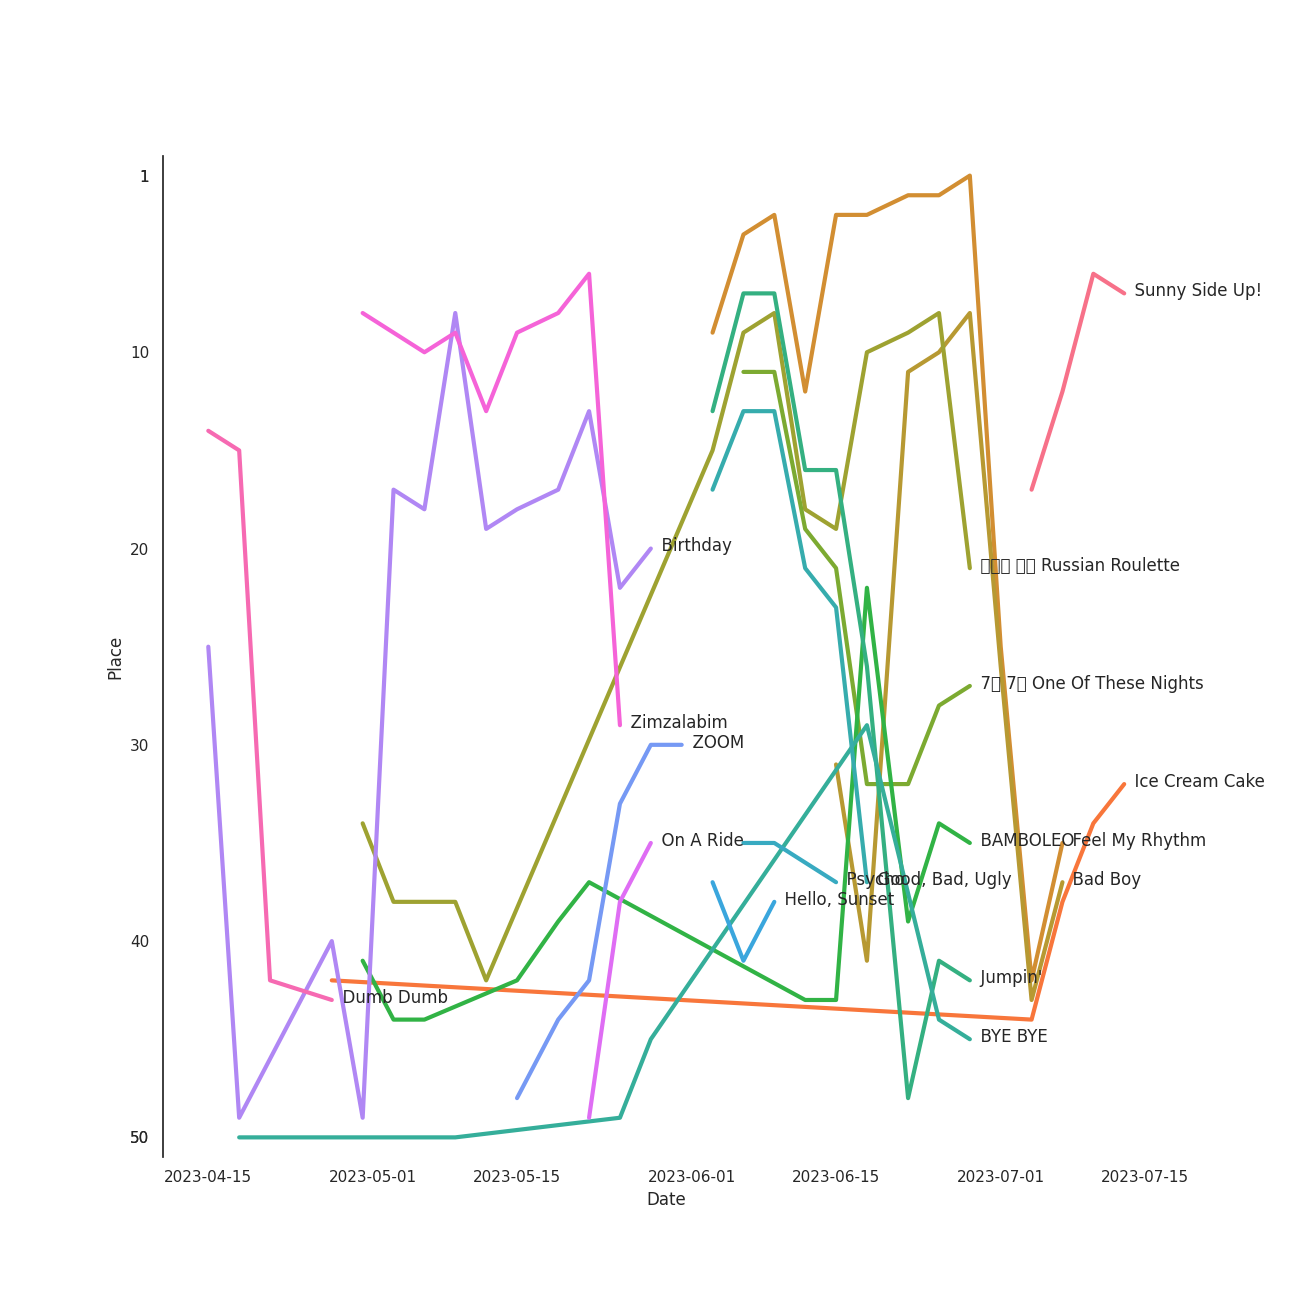 1
10
20
30
40
50
Place
2023-04-15
2023-05-01
2023-05-15
2023-06-01
2023-06-15
2023-07-01
2023-07-15
Date
Sunny Side Up!
Birthday
Russian Roulette
7 7 One Of These Nights
Zimzalabim
ZOOM
Ice Cream Cake
On A Ride
BAMBOLEO
Feel My Rhythm
Psycho
Good, Bad, Ugly
Bad Boy
Hello, Sunset
Jumpin'
Dumb Dumb
BYE BYE